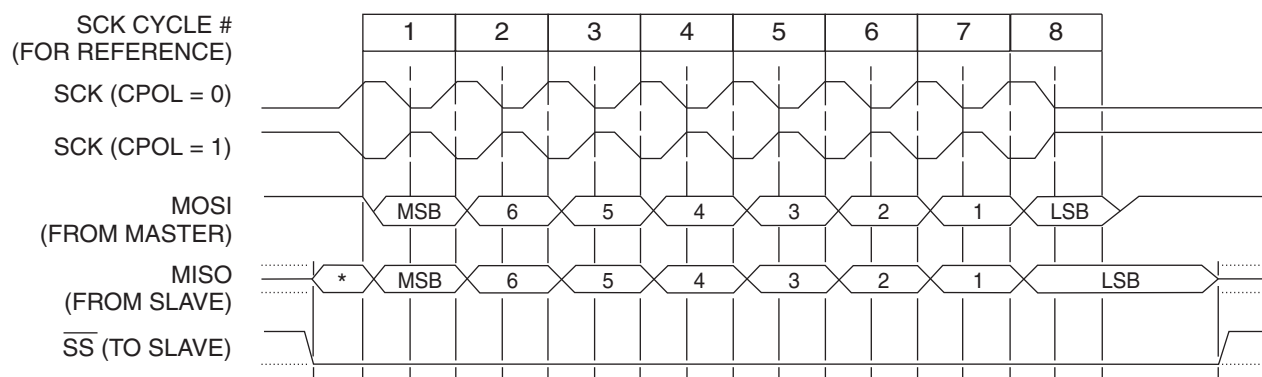 SCK CYCLE #
(FOR REFERENCE)
1 2 3 4 5 6 7 8
SCK (CPOL = 0)
SCK (CPOL = 1)
MOSI
(FROM MASTER)
MSB 6 5 4 3 2 1 LSB
MISO
(FROM SLAVE)
* MSB 6 5 4 3 2 1 LSB
S̅S̅ (TO SLAVE)